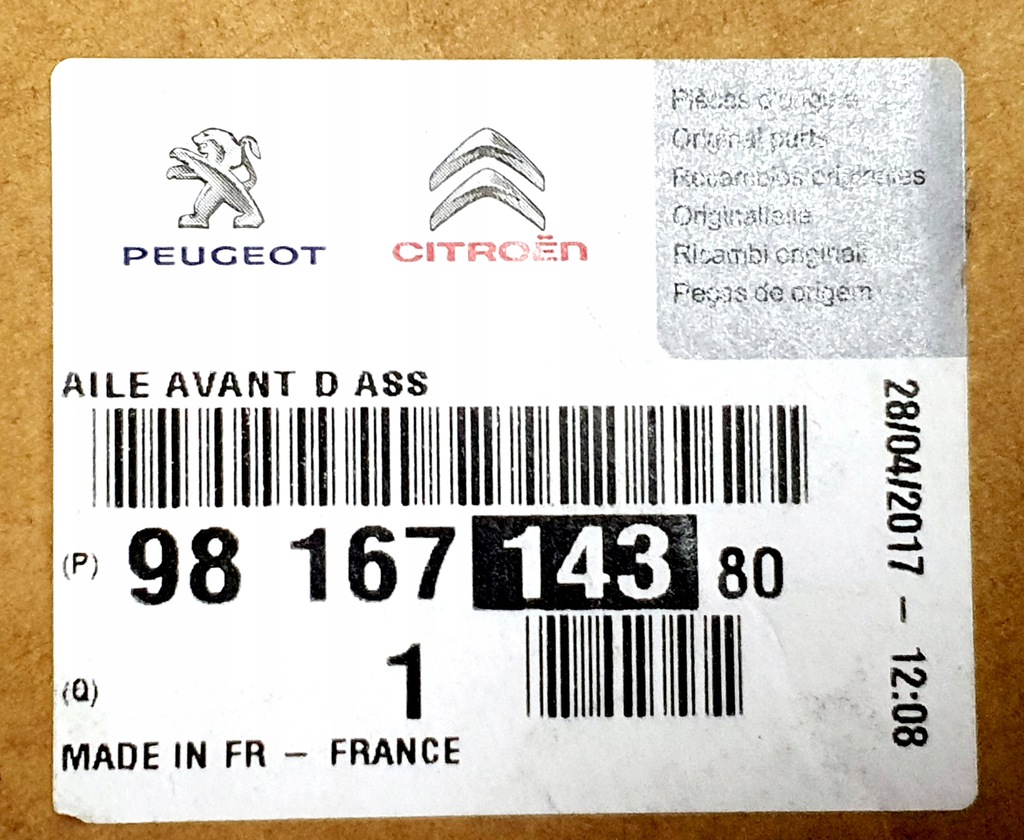 PEUGEOT
CITROËN
Pièces d'origine
Original parts
Recambios originales
Originalteile
Ricambi originali
Peças de origem
AILE AVANT D ASS
(P) 98 167 143 80
(Q) 1
MADE IN FR – FRANCE
28/04/2017 – 12:08